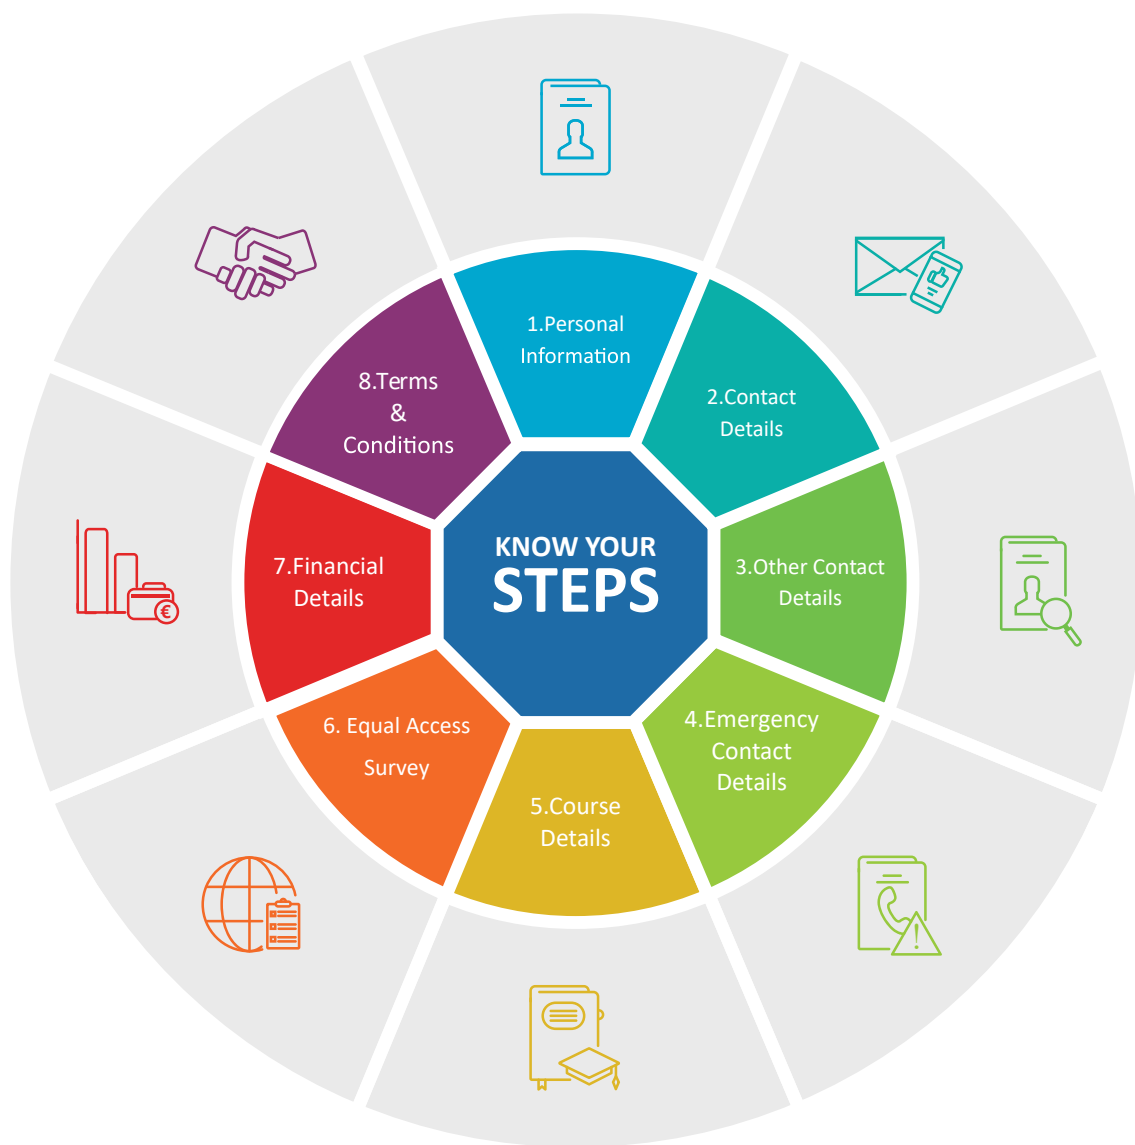 KNOW YOUR
STEPS
1.Personal
Information
2.Contact
Details
3.Other Contact
Details
4.Emergency
Contact
Details
5.Course
Details
6. Equal Access
Survey
7.Financial
Details
8.Terms
&
Conditions
€
!